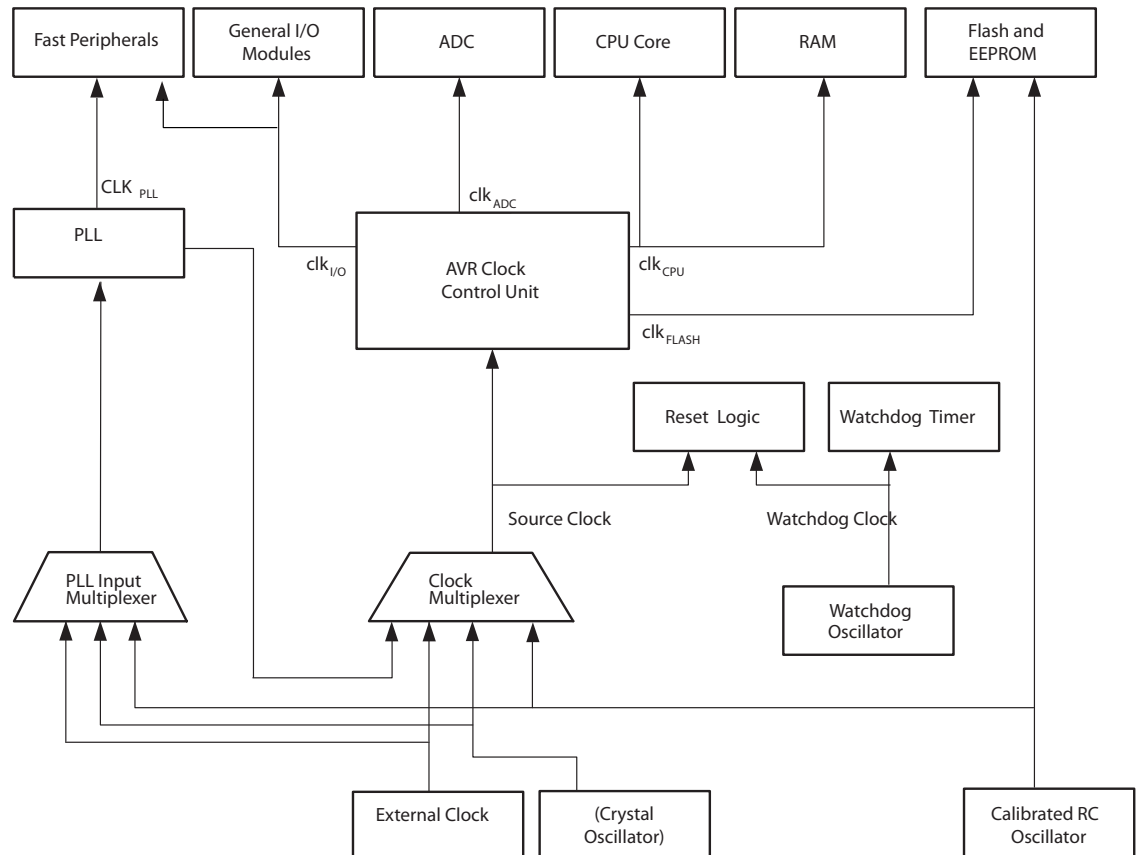 Fast Peripherals
General I/O
Modules
ADC
CPU Core
RAM
Flash and
EEPROM
CLK PLL
clk ADC
PLL
clk I/O
AVR Clock
Control Unit
clk CPU
clk FLASH
Reset Logic
Watchdog Timer
Source Clock
Watchdog Clock
PLL Input
Multiplexer
Clock
Multiplexer
Watchdog
Oscillator
External Clock
(Crystal
Oscillator)
Calibrated RC
Oscillator